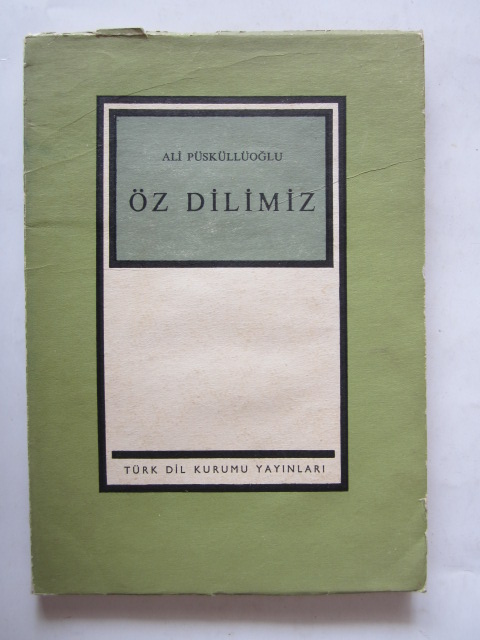 ALİ PÜSKÜLLÜOĞLU
ÖZ DİLİMİZ
TÜRK DİL KURUMU YAYINLARI